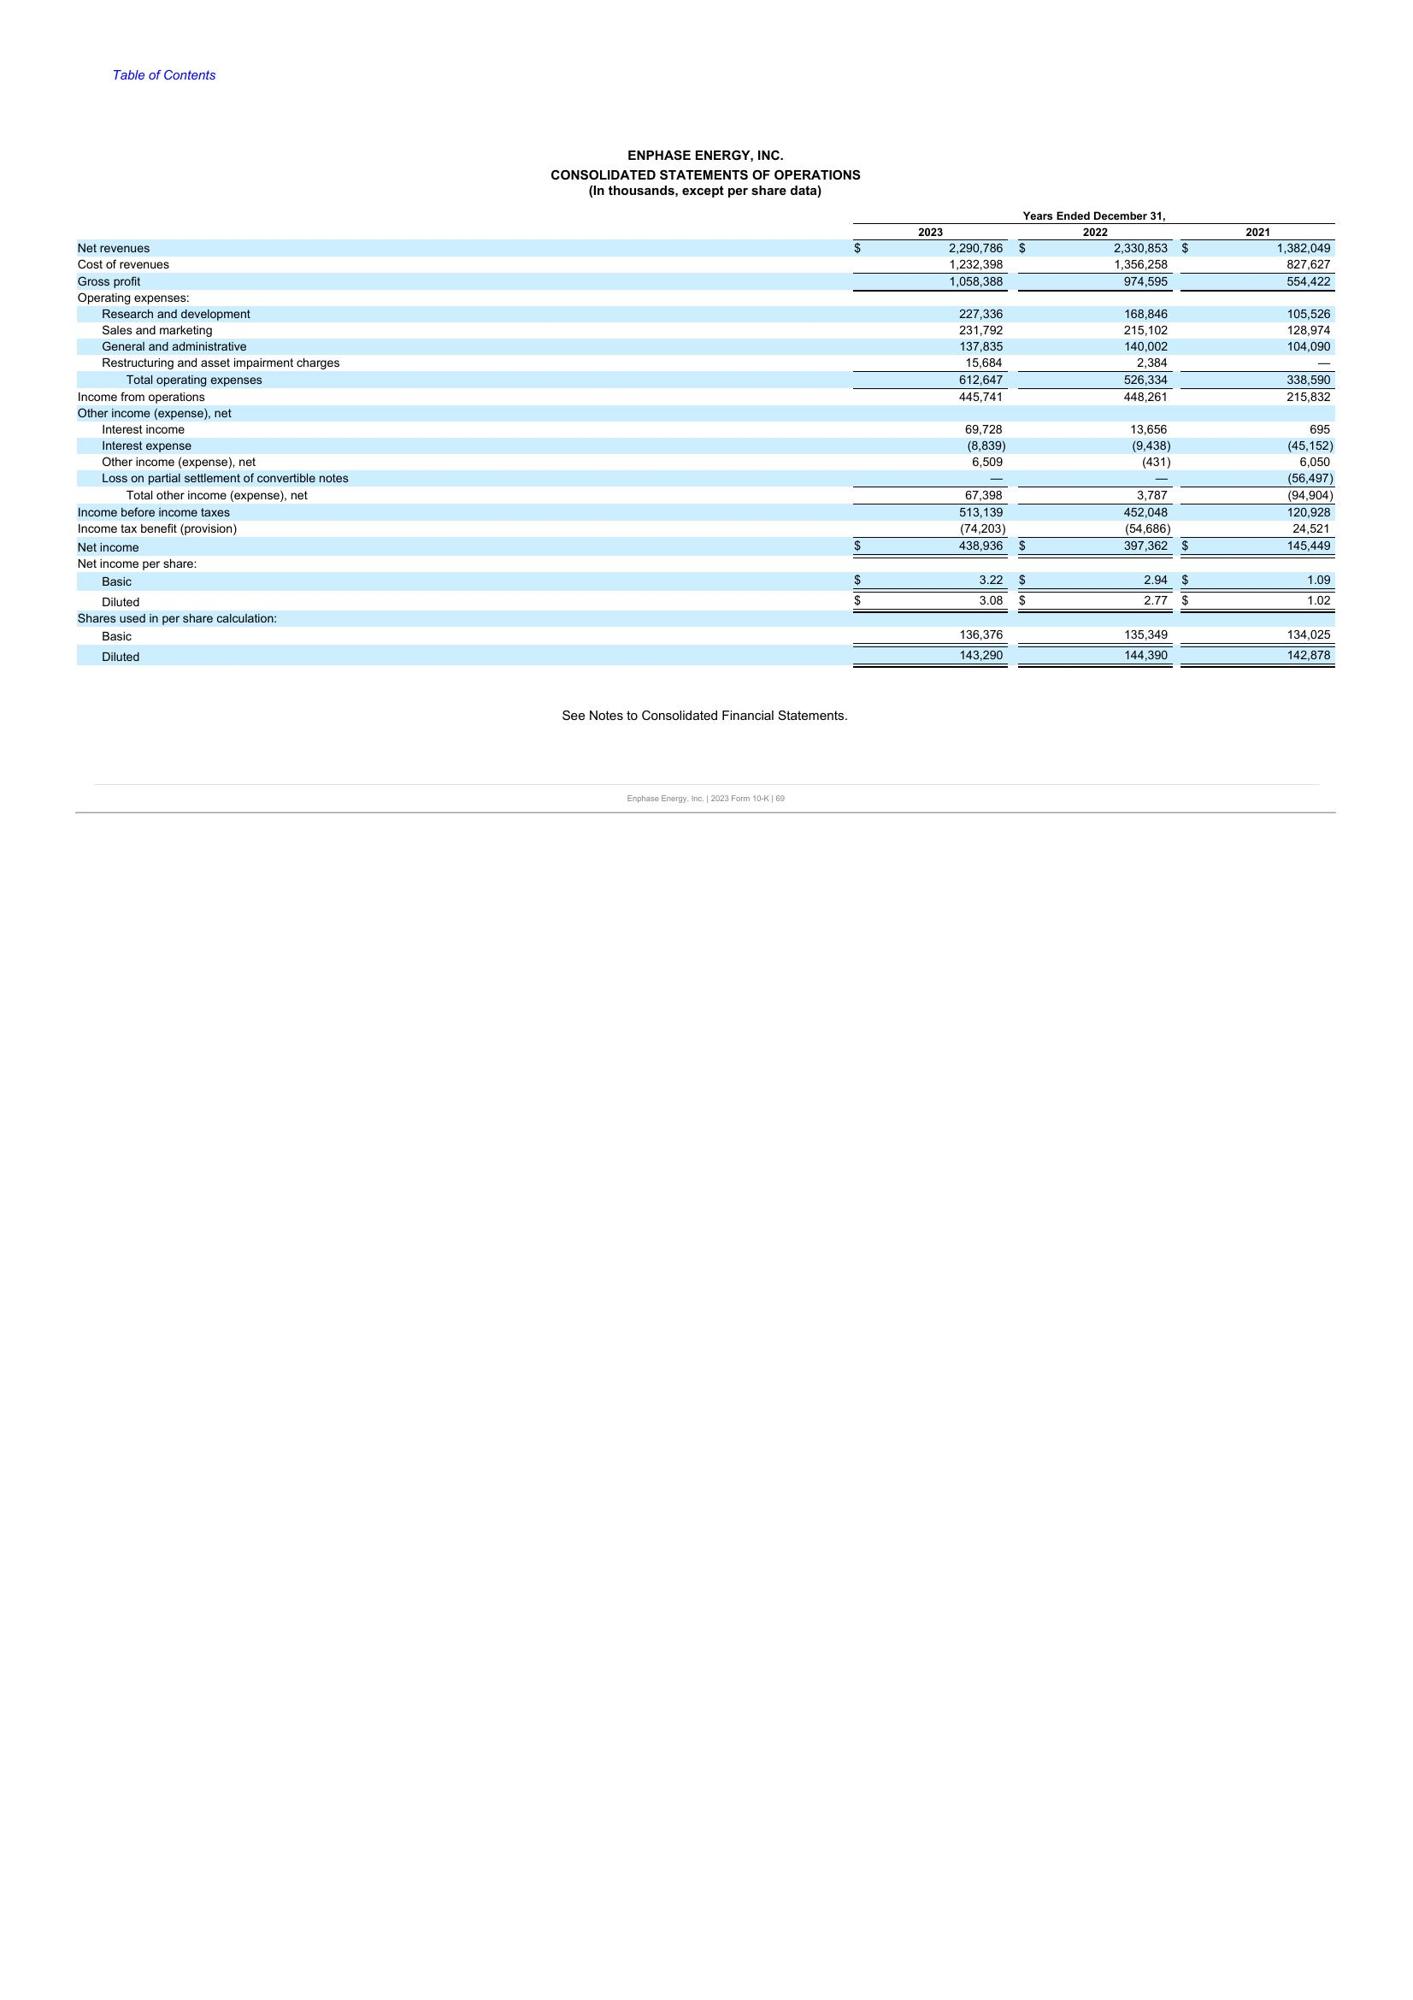 Table of Contents
ENPHASE ENERGY, INC.
CONSOLIDATED STATEMENTS OF OPERATIONS
(In thousands, except per share data)
Years Ended December 31,
2023 2022 2021
Net revenues $ 2,290,786 $ 2,330,853 $ 1,382,049
Cost of revenues 1,232,398 1,356,258 827,627
Gross profit 1,058,388 974,595 554,422
Operating expenses:
Research and development 227,336 168,846 105,526
Sales and marketing 231,792 215,102 128,974
General and administrative 137,835 140,002 104,090
Restructuring and asset impairment charges 15,684 2,384 —
Total operating expenses 612,647 526,334 338,590
Income from operations 445,741 448,261 215,832
Other income (expense), net
Interest income 69,728 13,656 695
Interest expense (8,839) (9,438) (45,152)
Other income (expense), net 6,509 (431) 6,050
Loss on partial settlement of convertible notes — — (56,497)
Total other income (expense), net 67,398 3,787 (94,904)
Income before income taxes 513,139 452,048 120,928
Income tax benefit (provision) (74,203) (54,686) 24,521
Net income $ 438,936 $ 397,362 $ 145,449
Net income per share:
Basic $ 3.22 $ 2.94 $ 1.09
Diluted $ 3.08 $ 2.77 $ 1.02
Shares used in per share calculation:
Basic 136,376 135,349 134,025
Diluted 143,290 144,390 142,878
See Notes to Consolidated Financial Statements.
Enphase Energy, Inc. | 2023 Form 10-K | 69